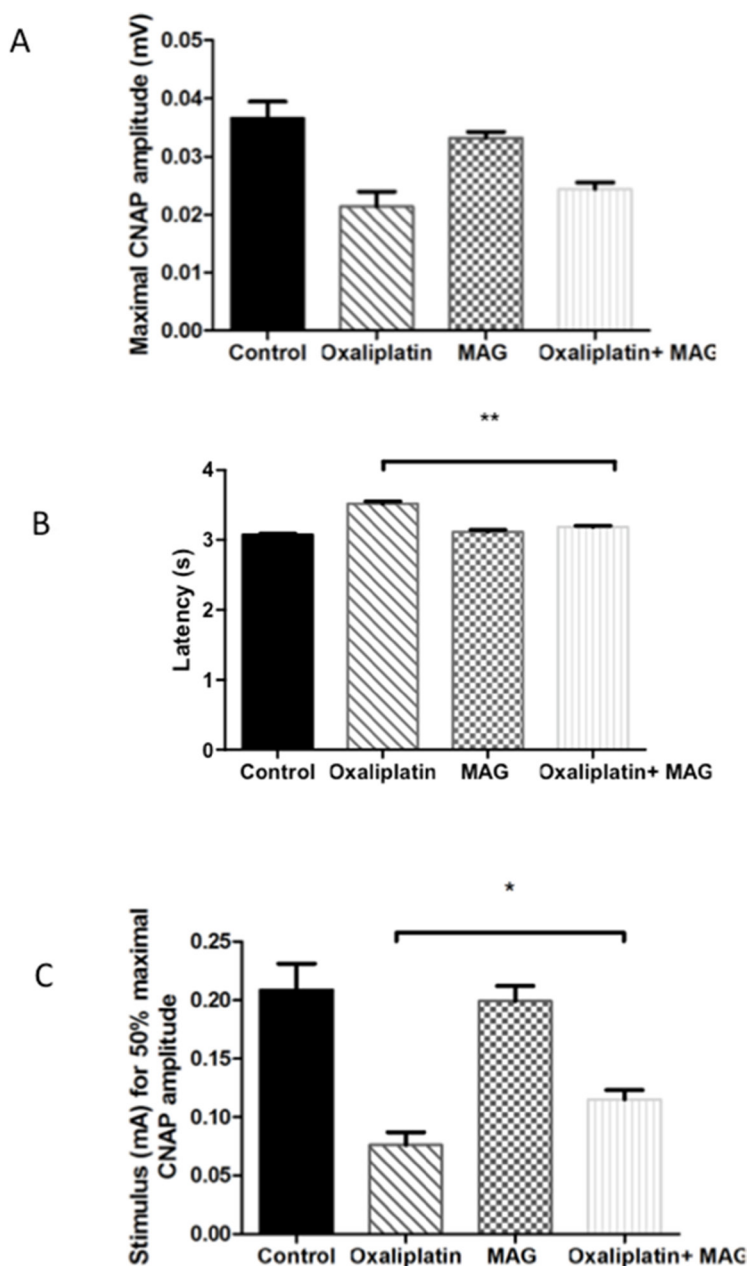 A
Maximal CNAP amplitude (mV)
0.05
0.04
0.03
0.02
0.01
0.00
Control Oxaliplatin MAG Oxaliplatin+ MAG
**
B
Latency (s)
4
3
2
1
0
Control Oxaliplatin MAG Oxaliplatin+ MAG
*
C
Stimulus (mA) for 50% maximal
CNAP amplitude
0.25
0.20
0.15
0.10
0.05
0.00
Control Oxaliplatin MAG Oxaliplatin+ MAG